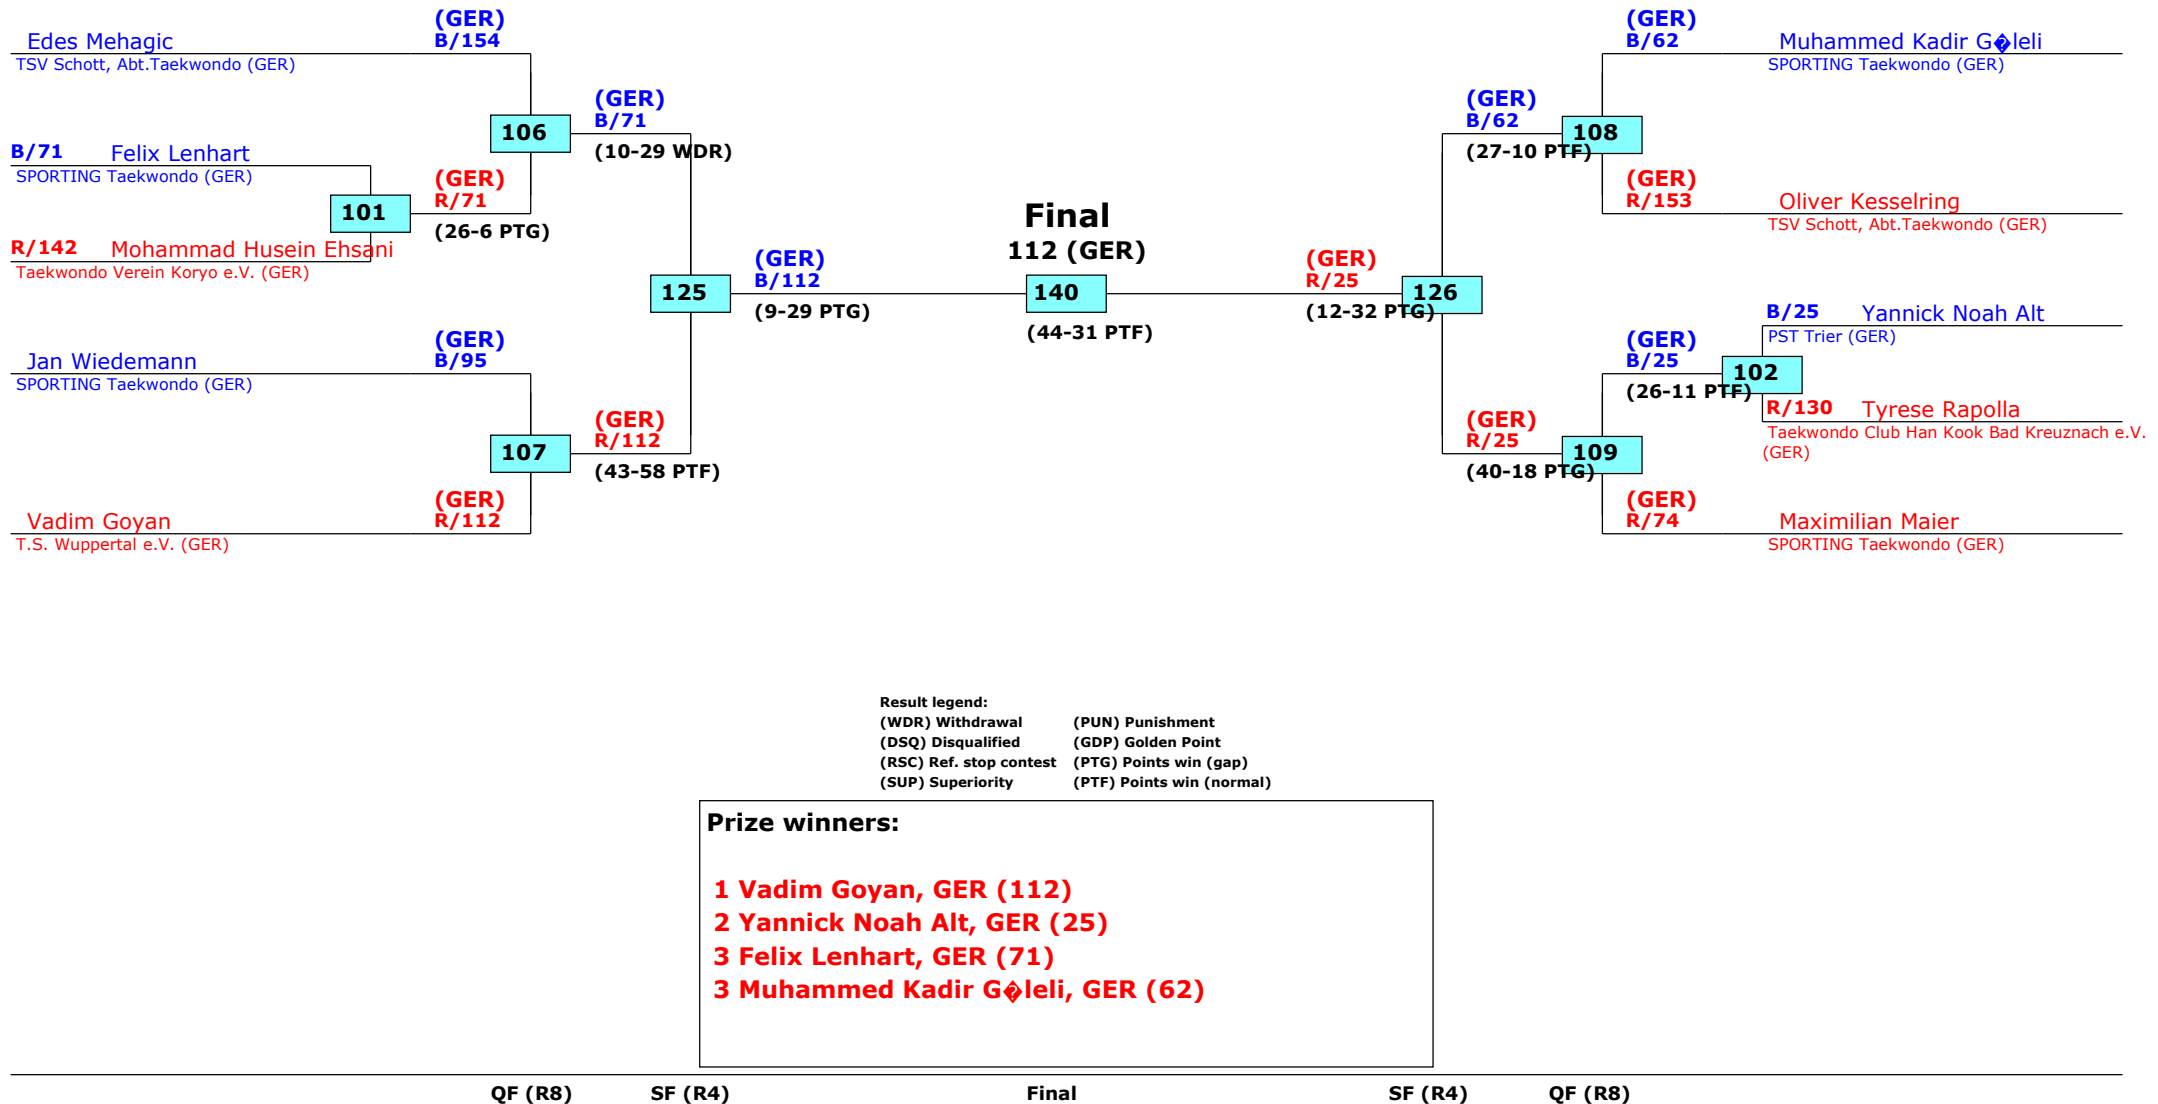 (GER)
B/154
Edes Mehagic
TSV Schott, Abt.Taekwondo (GER)
106
(GER)
B/71
(10-29 WDR)
B/71 Felix Lenhart
SPORTING Taekwondo (GER)
101
(GER)
R/71
(26-6 PTG)
R/142 Mohammad Husein Ehsani
Taekwondo Verein Koryo e.V. (GER)
125
(GER)
B/112
(9-29 PTG)
(GER)
B/95
Jan Wiedemann
SPORTING Taekwondo (GER)
107
(GER)
R/112
(43-58 PTF)
(GER)
R/112
Vadim Goyan
T.S. Wuppertal e.V. (GER)
Final
112 (GER)
140
(44-31 PTF)
(GER)
R/25
(12-32 PTG)
126
(GER)
B/62
(27-10 PTF)
108
(GER)
B/62
Muhammed Kadir G�leli
SPORTING Taekwondo (GER)
(GER)
R/153
Oliver Kesselring
TSV Schott, Abt.Taekwondo (GER)
B/25 Yannick Noah Alt
PST Trier (GER)
(GER)
B/25
(26-11 PTF)
102
R/130 Tyrese Rapolla
Taekwondo Club Han Kook Bad Kreuznach e.V.
(GER)
(GER)
R/25
(40-18 PTG)
109
(GER)
R/74
Maximilian Maier
SPORTING Taekwondo (GER)
Result legend:
(WDR) Withdrawal (PUN) Punishment
(DSQ) Disqualified (GDP) Golden Point
(RSC) Ref. stop contest (PTG) Points win (gap)
(SUP) Superiority (PTF) Points win (normal)
Prize winners:
1 Vadim Goyan, GER (112)
2 Yannick Noah Alt, GER (25)
3 Felix Lenhart, GER (71)
3 Muhammed Kadir G�leli, GER (62)
QF (R8) SF (R4) Final SF (R4) QF (R8)